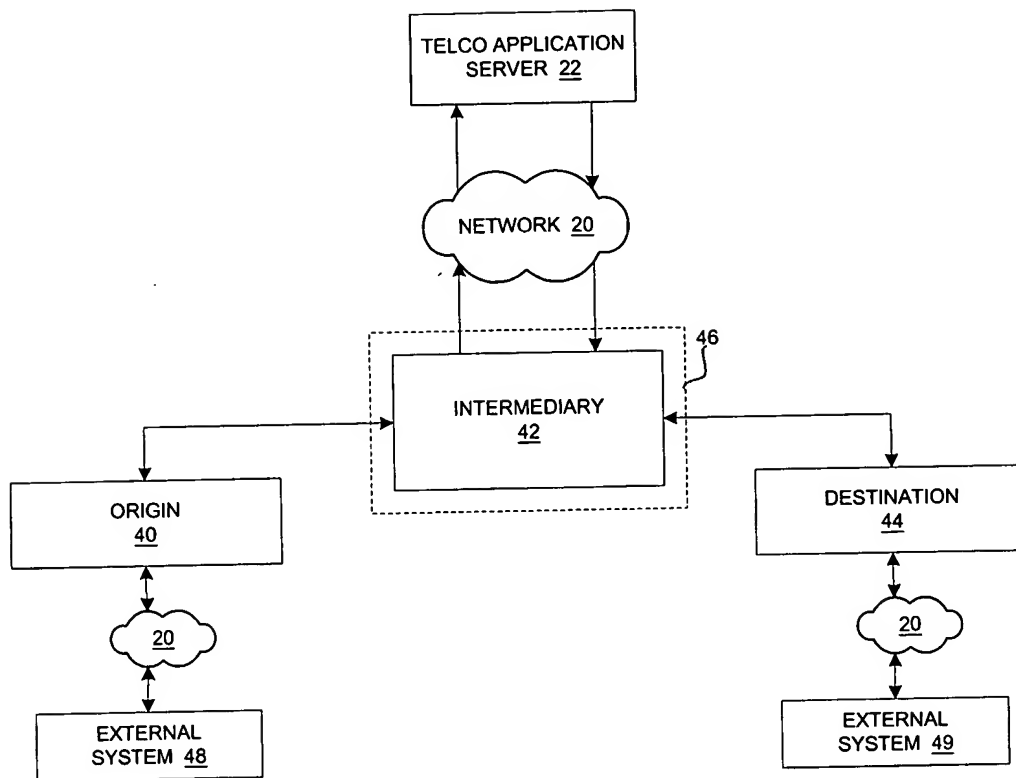 TELCO APPLICATION
SERVER 22
NETWORK 20
46
INTERMEDIARY
42
ORIGIN
40
DESTINATION
44
20
20
EXTERNAL
SYSTEM 48
EXTERNAL
SYSTEM 49